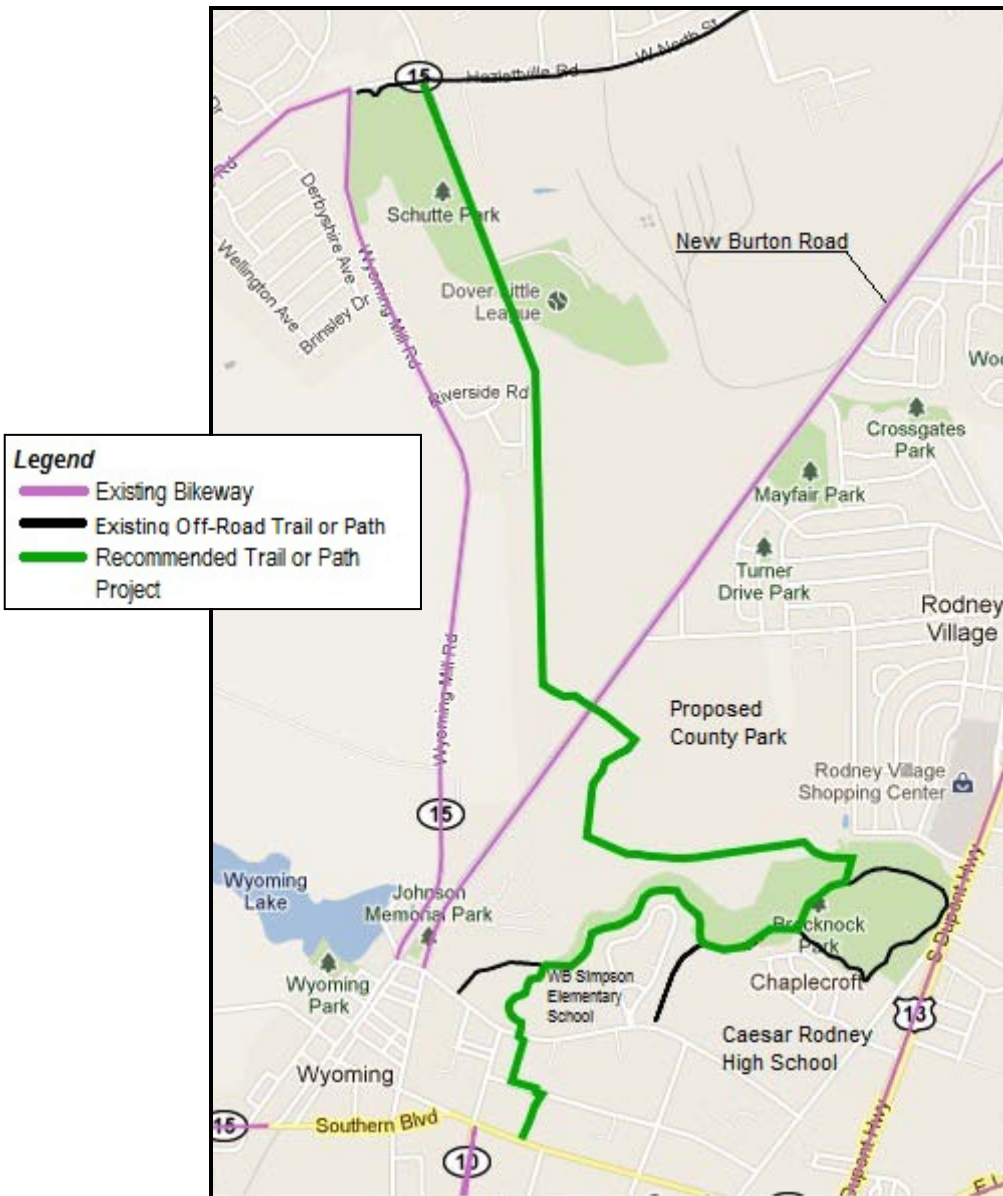 15
Hazlettville Rd
W North St
Dr
Rd
Schutte Park
New Burton Road
Derbyshire Ave
Dr
Wellington Ave
Brinsley
Wyoming Mill Rd
Dover Little
League
Woo
Riverside Rd
Crossgates
Park
Legend
Existing Bikeway
Existing Off-Road Trail or Path
Recommended Trail or Path
Project
Mayfair Park
Turner
Drive Park
Rodney
Village
Wyoming Mill Rd
Proposed
County Park
Rodney Village
Shopping Center
15
Wyoming
Lake
Johnson
Memorial Park
Brecknock
Park
S Dupont Hwy
Wyoming
Park
WB Simpson
Elementary
School
Chaplecroft
13
Caesar Rodney
High School
Wyoming
15
Southern Blvd
10
Dupont Hwy
E L